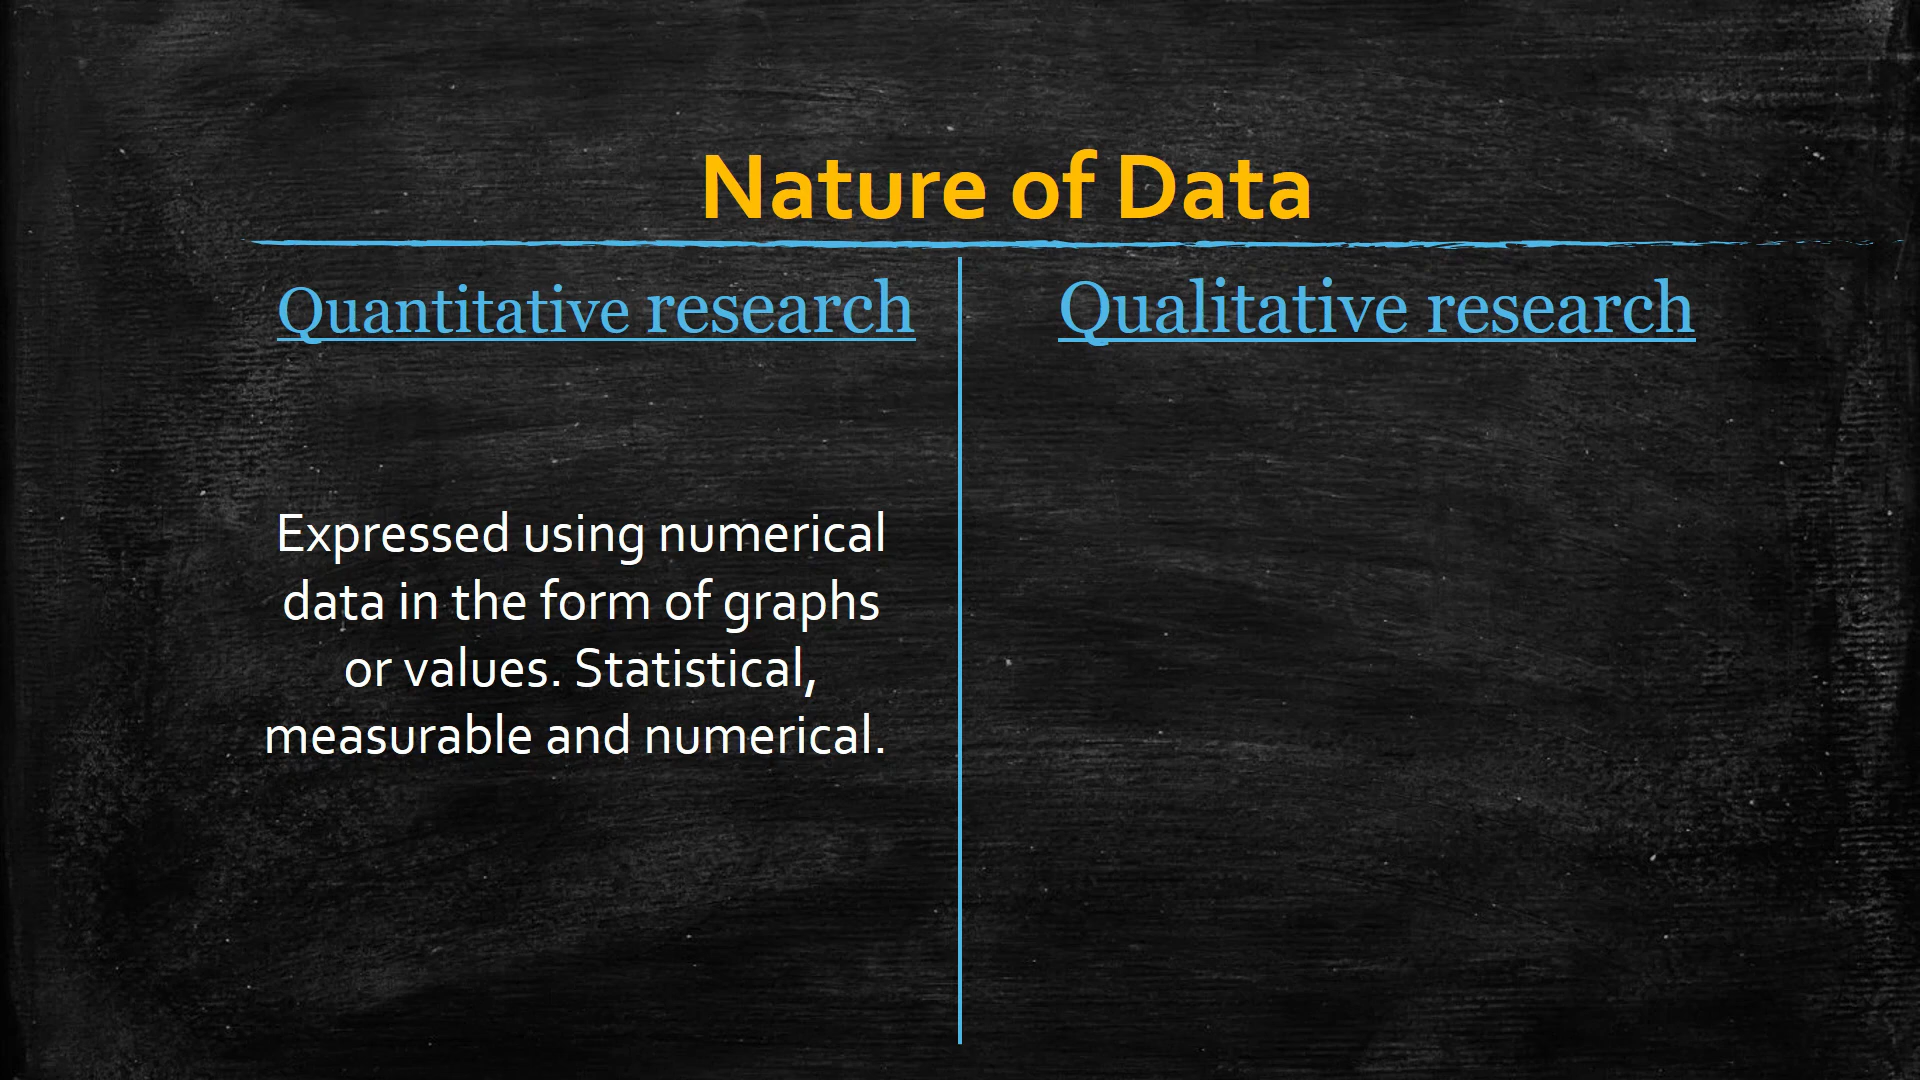 Nature of Data
Quantitative research
Qualitative research
Expressed using numerical
data in the form of graphs
or values. Statistical,
measurable and numerical.